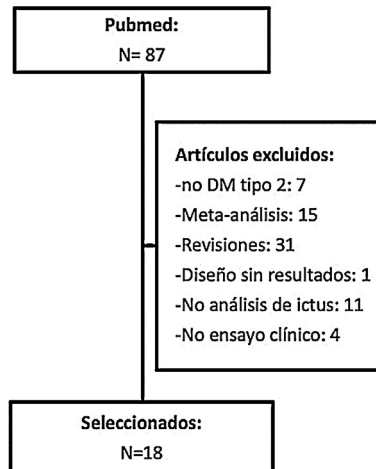 Pubmed:
N= 87
Artículos excluidos:
-no DM tipo 2: 7
-Meta-análisis: 15
-Revisiones: 31
-Diseño sin resultados: 1
-No análisis de ictus: 11
-No ensayo clínico: 4
Seleccionados:
N=18